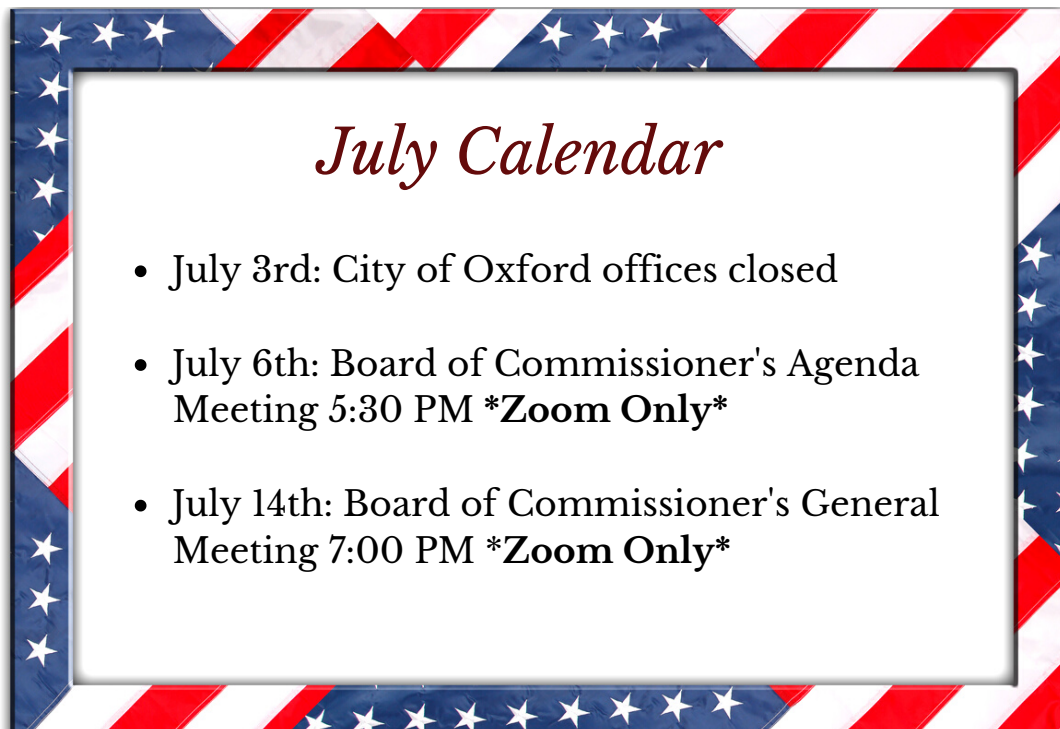 July Calendar
• July 3rd: City of Oxford offices closed
• July 6th: Board of Commissioner's Agenda
Meeting 5:30 PM *Zoom Only*
• July 14th: Board of Commissioner's General
Meeting 7:00 PM *Zoom Only*